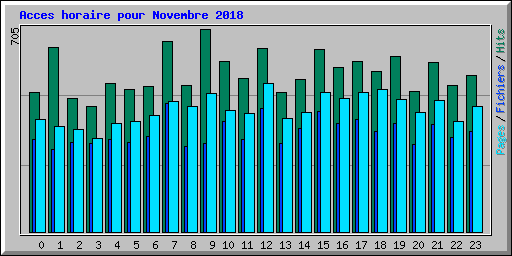 Acces horaire pour Novembre 2018
705
Pages / Fichiers / Hits
0 1 2 3 4 5 6 7 8 9 10 11 12 13 14 15 16 17 18 19 20 21 22 23